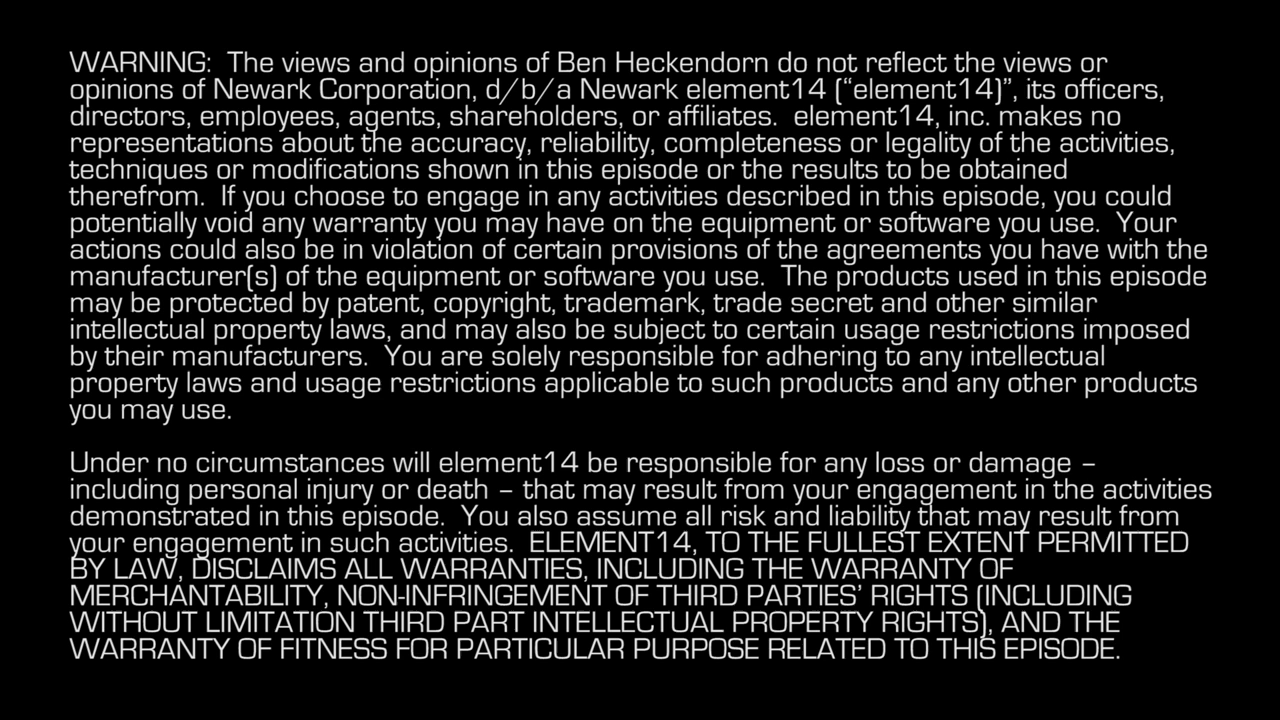 WARNING:  The views and opinions of Ben Heckendorn do not reflect the views or
opinions of Newark Corporation, d/b/a Newark element14 (“element14)”, its officers,
directors, employees, agents, shareholders, or affiliates.  element14, inc. makes no
representations about the accuracy, reliability, completeness or legality of the activities,
techniques or modifications shown in this episode or the results to be obtained
therefrom.  If you choose to engage in any activities described in this episode, you could
potentially void any warranty you may have on the equipment or software you use.  Your
actions could also be in violation of certain provisions of the agreements you have with the
manufacturer(s) of the equipment or software you use.  The products used in this episode
may be protected by patent, copyright, trademark, trade secret and other similar
intellectual property laws, and may also be subject to certain usage restrictions imposed
by their manufacturers.  You are solely responsible for adhering to any intellectual
property laws and usage restrictions applicable to such products and any other products
you may use.
Under no circumstances will element14 be responsible for any loss or damage –
including personal injury or death – that may result from your engagement in the activities
demonstrated in this episode.  You also assume all risk and liability that may result from
your engagement in such activities.  ELEMENT14, TO THE FULLEST EXTENT PERMITTED
BY LAW, DISCLAIMS ALL WARRANTIES, INCLUDING THE WARRANTY OF
MERCHANTABILITY, NON-INFRINGEMENT OF THIRD PARTIES’ RIGHTS (INCLUDING
WITHOUT LIMITATION THIRD PART INTELLECTUAL PROPERTY RIGHTS), AND THE
WARRANTY OF FITNESS FOR PARTICULAR PURPOSE RELATED TO THIS EPISODE.